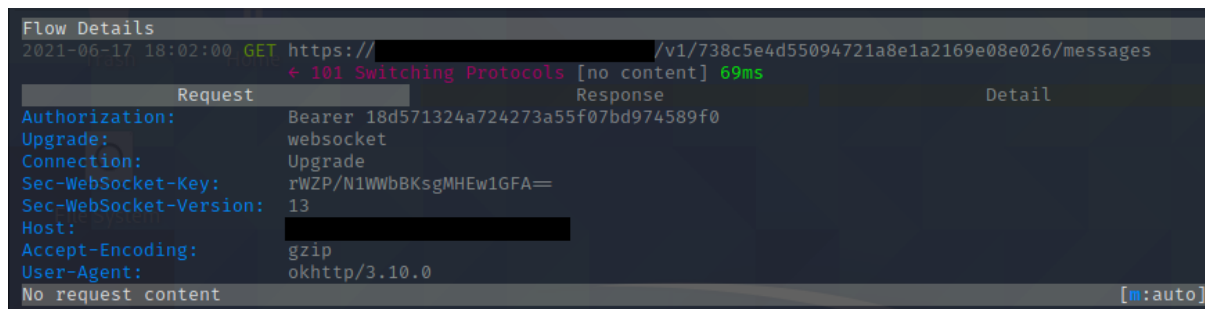 Flow Details
2021-06-17 18:02:00 GET https:// /v1/738c5e4d55094721a8e1a2169e08e026/messages
← 101 Switching Protocols [no content] 69ms
Request Response Detail
Authorization: Bearer 18d571324a724273a55f07bd974589f0
Upgrade: websocket
Connection: Upgrade
Sec-WebSocket-Key: rWZP/N1WWbBKsgMHEw1GFA==
Sec-WebSocket-Version: 13
File System
Host:
Accept-Encoding: gzip
User-Agent: okhttp/3.10.0
No request content [m:auto]